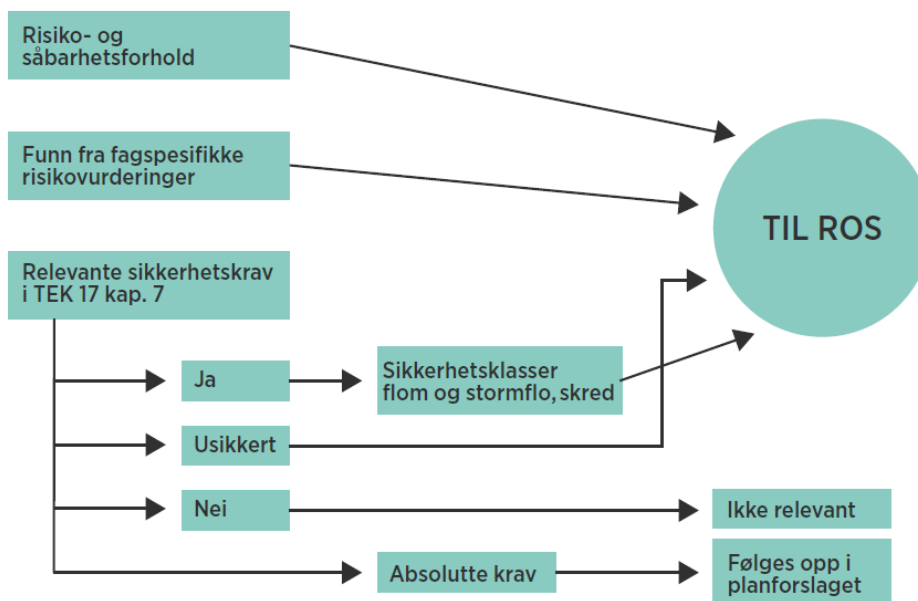 Risiko- og
såbarhetsforhold
Funn fra fagspesifikke
risikovurderinger
TIL ROS
Relevante sikkerhetskrav
i TEK 17 kap. 7
Ja
Sikkerhetsklasser
flom og stormflo, skred
Usikkert
Nei
Ikke relevant
Absolutte krav
Følges opp i
planforslaget